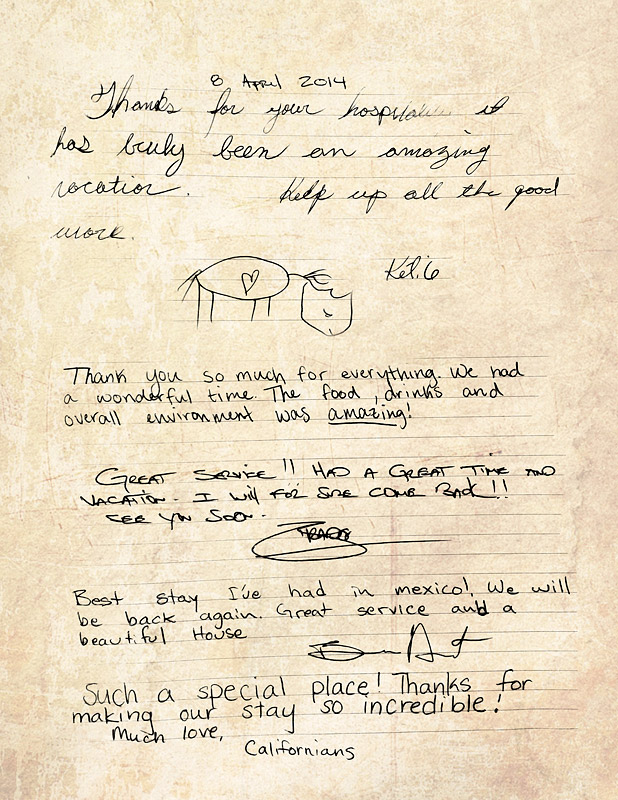 8 April 2014
Thanks for your hospitality it
has truly been an amazing
vacation. Keep up all the good
work.
Thank you so much for everything. We had
a wonderful time. The food, drinks and
overall environment was amazing!
GREAT SERVICE!! HAD A GREAT TIME AND
VACATION. I will FOR SURE COME BACK!!
SEE YOU SOON.
Best stay I've had in mexico!, We will
be back again. Great service and a
beautiful House
Such a special place! Thanks for
making our stay so incredible!
Much love,
Californians